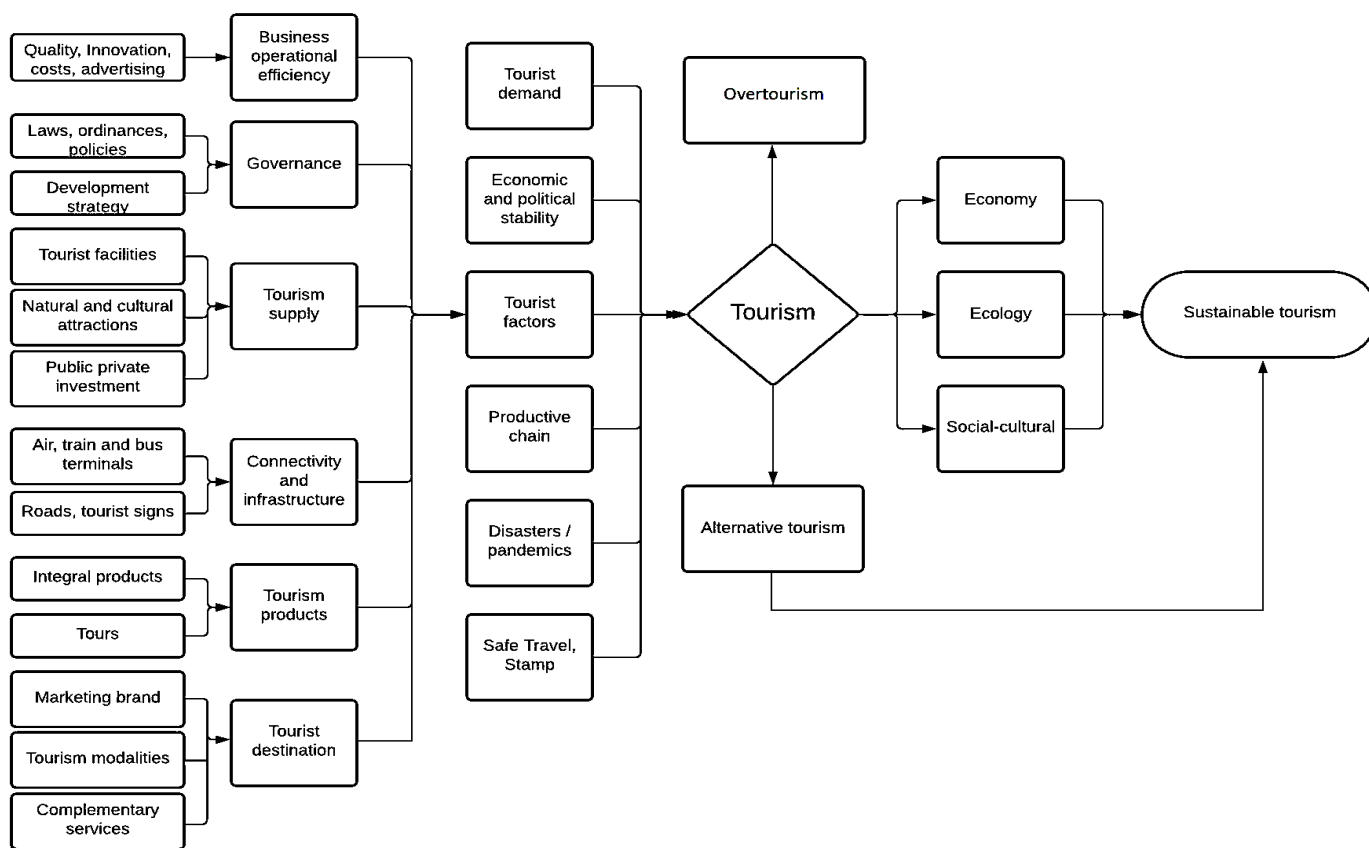 Quality, Innovation,
costs, advertising
Laws, ordinances,
policies
Development
strategy
Tourist facilities
Natural and cultural
attractions
Public private
investment
Air, train and bus
terminals
Roads, tourist signs
Integral products
Tours
Marketing brand
Tourism modalities
Complementary
services
Business
operational
efficiency
Governance
Tourism
supply
Connectivity
and
infrastructure
Tourism
products
Tourist
destination
Tourist
demand
Economic
and political
stability
Tourist
factors
Productive
chain
Disasters /
pandemics
Safe Travel,
Stamp
Overtourism
Tourism
Alternative tourism
Economy
Ecology
Social-cultural
Sustainable tourism